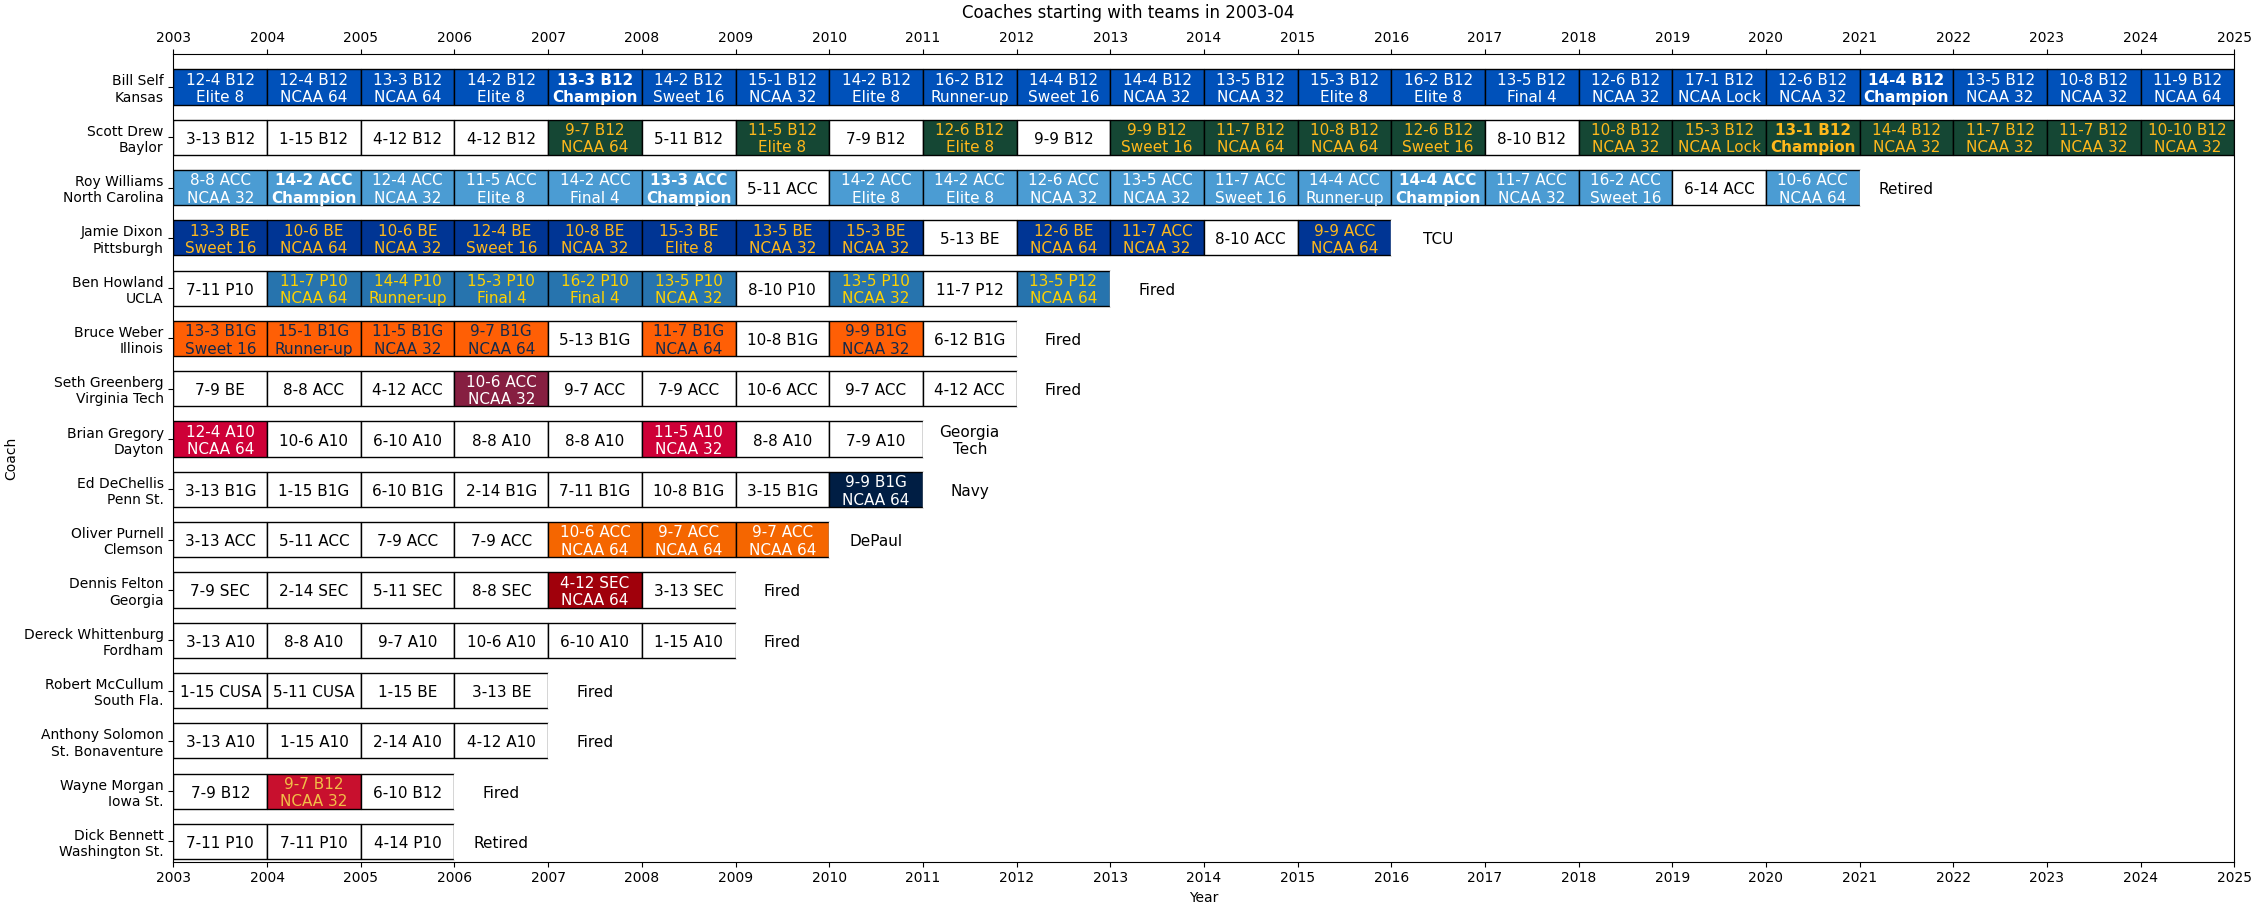 Coaches starting with teams in 2003-04
2003 2004 2005 2006 2007 2008 2009 2010 2011 2012 2013 2014 2015 2016 2017 2018 2019 2020 2021 2022 2023 2024 2025
Bill Self 12-4 B12 12-4 B12 13-3 B12 14-2 B12 13-3 B12 14-2 B12 15-1 B12 14-2 B12 16-2 B12 14-4 B12 14-4 B12 13-5 B12 15-3 B12 16-2 B12 13-5 B12 12-6 B12 17-1 B12 12-6 B12 14-4 B12 13-5 B12 10-8 B12 11-9 B12
Kansas Elite 8 NCAA 64 NCAA 64 Elite 8 Champion Sweet 16 NCAA 32 Elite 8 Runner-up Sweet 16 NCAA 32 NCAA 32 Elite 8 Elite 8 Final 4 NCAA 32 NCAA Lock NCAA 32 Champion NCAA 32 NCAA 32 NCAA 64
Scott Drew 9-7 B12 11-5 B12 12-6 B12 9-9 B12 11-7 B12 10-8 B12 12-6 B12 10-8 B12 15-3 B12 13-1 B12 14-4 B12 11-7 B12 11-7 B12 10-10 B12
3-13 B12 1-15 B12 4-12 B12 4-12 B12 5-11 B12 7-9 B12 9-9 B12 8-10 B12
Baylor NCAA 64 Elite 8 Elite 8 Sweet 16 NCAA 64 NCAA 64 Sweet 16 NCAA 32 NCAA Lock Champion NCAA 32 NCAA 32 NCAA 32 NCAA 32
Roy Williams 8-8 ACC 14-2 ACC 12-4 ACC 11-5 ACC 14-2 ACC 13-3 ACC 14-2 ACC 14-2 ACC 12-6 ACC 13-5 ACC 11-7 ACC 14-4 ACC 14-4 ACC 11-7 ACC 16-2 ACC 10-6 ACC
5-11 ACC 6-14 ACC Retired
North Carolina NCAA 32 Champion NCAA 32 Elite 8 Final 4 Champion Elite 8 Elite 8 NCAA 32 NCAA 32 Sweet 16 Runner-up Champion NCAA 32 Sweet 16 NCAA 64
Jamie Dixon 13-3 BE 10-6 BE 10-6 BE 12-4 BE 10-8 BE 15-3 BE 13-5 BE 15-3 BE 12-6 BE 11-7 ACC 9-9 ACC
5-13 BE 8-10 ACC TCU
Pittsburgh Sweet 16 NCAA 64 NCAA 32 Sweet 16 NCAA 32 Elite 8 NCAA 32 NCAA 32 NCAA 64 NCAA 32 NCAA 64
Ben Howland 11-7 P10 14-4 P10 15-3 P10 16-2 P10 13-5 P10 13-5 P10 13-5 P12
7-11 P10 8-10 P10 11-7 P12 Fired
UCLA NCAA 64 Runner-up Final 4 Final 4 NCAA 32 NCAA 32 NCAA 64
Bruce Weber 13-3 B1G 15-1 B1G 11-5 B1G 9-7 B1G 11-7 B1G 9-9 B1G
5-13 B1G 10-8 B1G 6-12 B1G Fired
Illinois Sweet 16 Runner-up NCAA 32 NCAA 64 NCAA 64 NCAA 32
Seth Greenberg 10-6 ACC
7-9 BE 8-8 ACC 4-12 ACC 9-7 ACC 7-9 ACC 10-6 ACC 9-7 ACC 4-12 ACC Fired
Virginia Tech NCAA 32
Brian Gregory 12-4 A10 11-5 A10 Georgia
10-6 A10 6-10 A10 8-8 A10 8-8 A10 8-8 A10 7-9 A10
Dayton NCAA 64 NCAA 32 Tech
Ed DeChellis 9-9 B1G
3-13 B1G 1-15 B1G 6-10 B1G 2-14 B1G 7-11 B1G 10-8 B1G 3-15 B1G Navy
Penn St. NCAA 64
Oliver Purnell 10-6 ACC 9-7 ACC 9-7 ACC
3-13 ACC 5-11 ACC 7-9 ACC 7-9 ACC DePaul
Clemson NCAA 64 NCAA 64 NCAA 64
Dennis Felton 4-12 SEC
7-9 SEC 2-14 SEC 5-11 SEC 8-8 SEC 3-13 SEC Fired
Georgia NCAA 64
Dereck Whittenburg
3-13 A10 8-8 A10 9-7 A10 10-6 A10 6-10 A10 1-15 A10 Fired
Fordham
Robert McCullum
1-15 CUSA 5-11 CUSA 1-15 BE 3-13 BE Fired
South Fla.
Anthony Solomon
3-13 A10 1-15 A10 2-14 A10 4-12 A10 Fired
St. Bonaventure
Wayne Morgan 9-7 B12
7-9 B12 6-10 B12 Fired
Iowa St. NCAA 32
Dick Bennett
7-11 P10 7-11 P10 4-14 P10 Retired
Washington St.
2003 2004 2005 2006 2007 2008 2009 2010 2011 2012 2013 2014 2015 2016 2017 2018 2019 2020 2021 2022 2023 2024 2025
Year
Coach